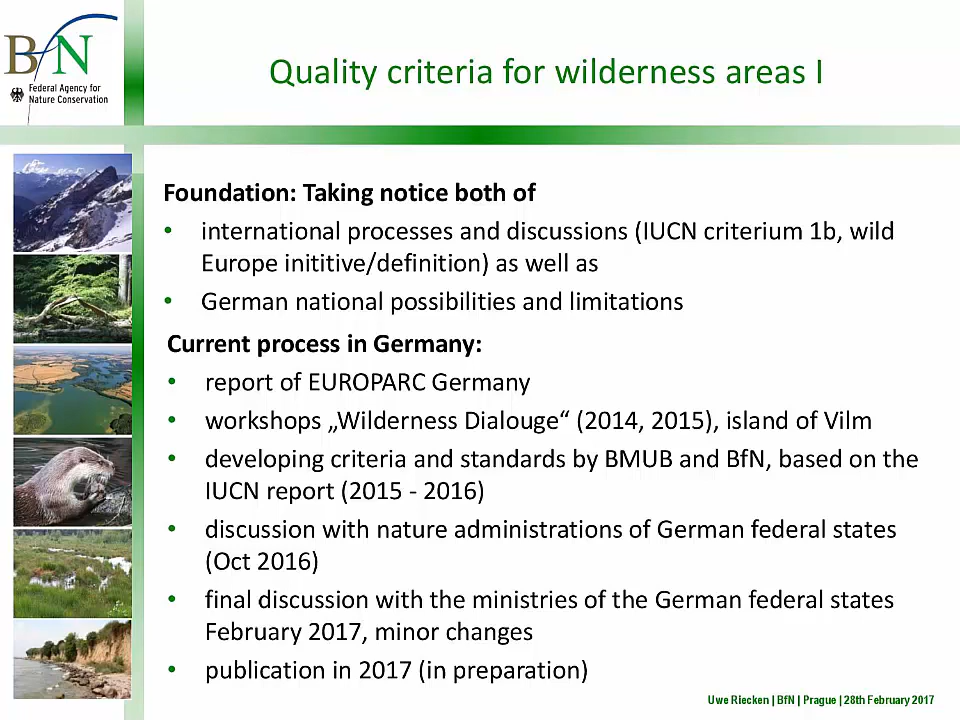 BfN
Federal Agency for
Nature Conservation
Quality criteria for wilderness areas I
Foundation: Taking notice both of
• international processes and discussions (IUCN criterium 1b, wild
Europe inititive/definition) as well as
• German national possibilities and limitations
Current process in Germany:
• report of EUROPARC Germany
• workshops „Wilderness Dialouge“ (2014, 2015), island of Vilm
• developing criteria and standards by BMUB and BfN, based on the
IUCN report (2015 - 2016)
• discussion with nature administrations of German federal states
(Oct 2016)
• final discussion with the ministries of the German federal states
February 2017, minor changes
• publication in 2017 (in preparation)
Uwe Riecken | BfN | Prague | 28th February 2017